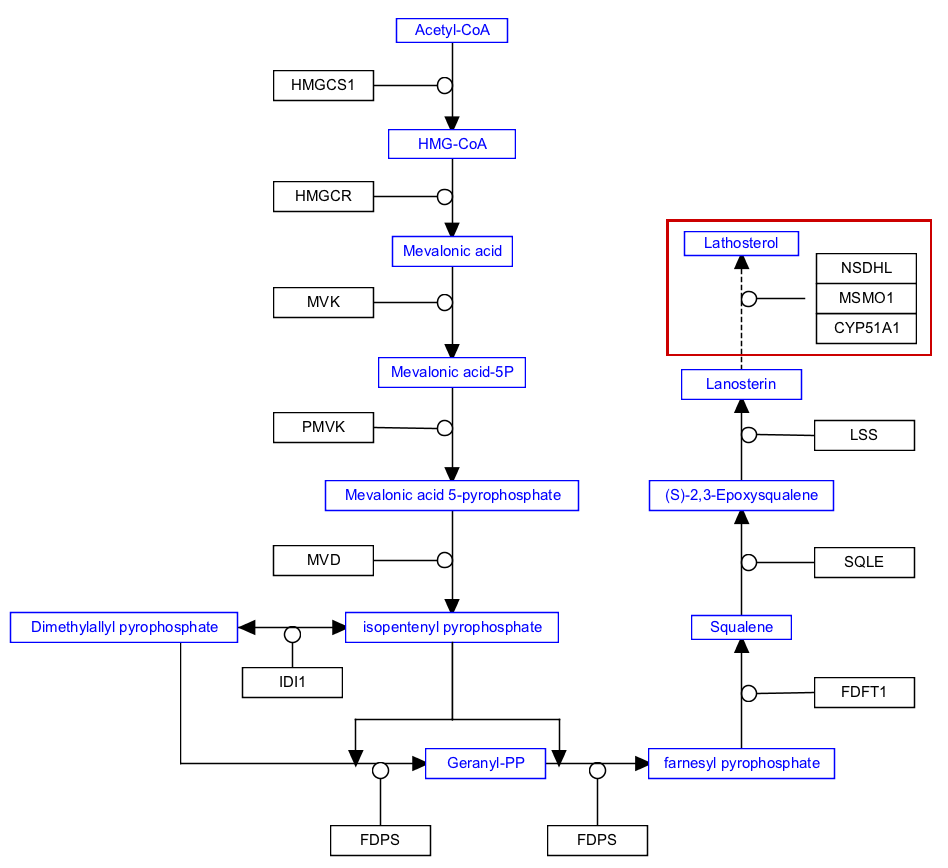 Acetyl-CoA
HMGCS1
HMG-CoA
HMGCR
Mevalonic acid
MVK
Mevalonic acid-5P
PMVK
Mevalonic acid 5-pyrophosphate
MVD
Dimethylallyl pyrophosphate
isopentenyl pyrophosphate
IDI1
Geranyl-PP
FDPS
FDPS
farnesyl pyrophosphate
FDFT1
Squalene
SQLE
(S)-2,3-Epoxysqualene
LSS
Lanosterin
Lathosterol
NSDHL
MSMO1
CYP51A1